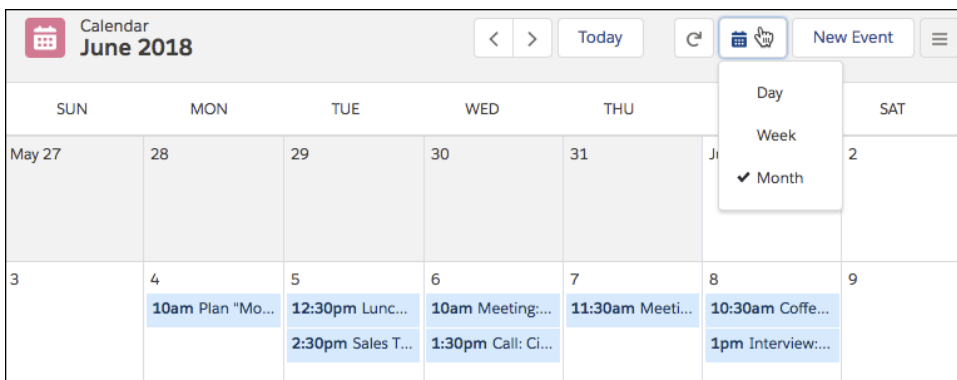 Calendar
June 2018
Today
New Event
Day
Week
Month
SUN MON TUE WED THU SAT
May 27 28 29 30 31 2
3 4 5 6 7 8 9
10am Plan "Mo... 12:30pm Lunc... 10am Meeting:... 11:30am Meeti... 10:30am Coffe...
2:30pm Sales T... 1:30pm Call: Ci... 1pm Interview:...